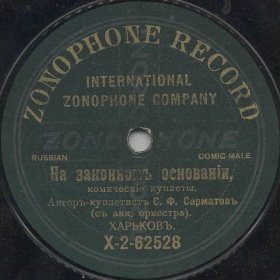 ZONOPHONE RECORD
INTERNATIONAL
ZONOPHONE COMPANY
ZONOPHONE
RUSSIAN
COMIC-MALE
На законномъ основаніи,
комическіе куплеты.
Авторъ-куплетистъ С. Ф. Сарматовъ
(съ акк. оркестра).
ХАРЬКОВЪ.
X-2-62528